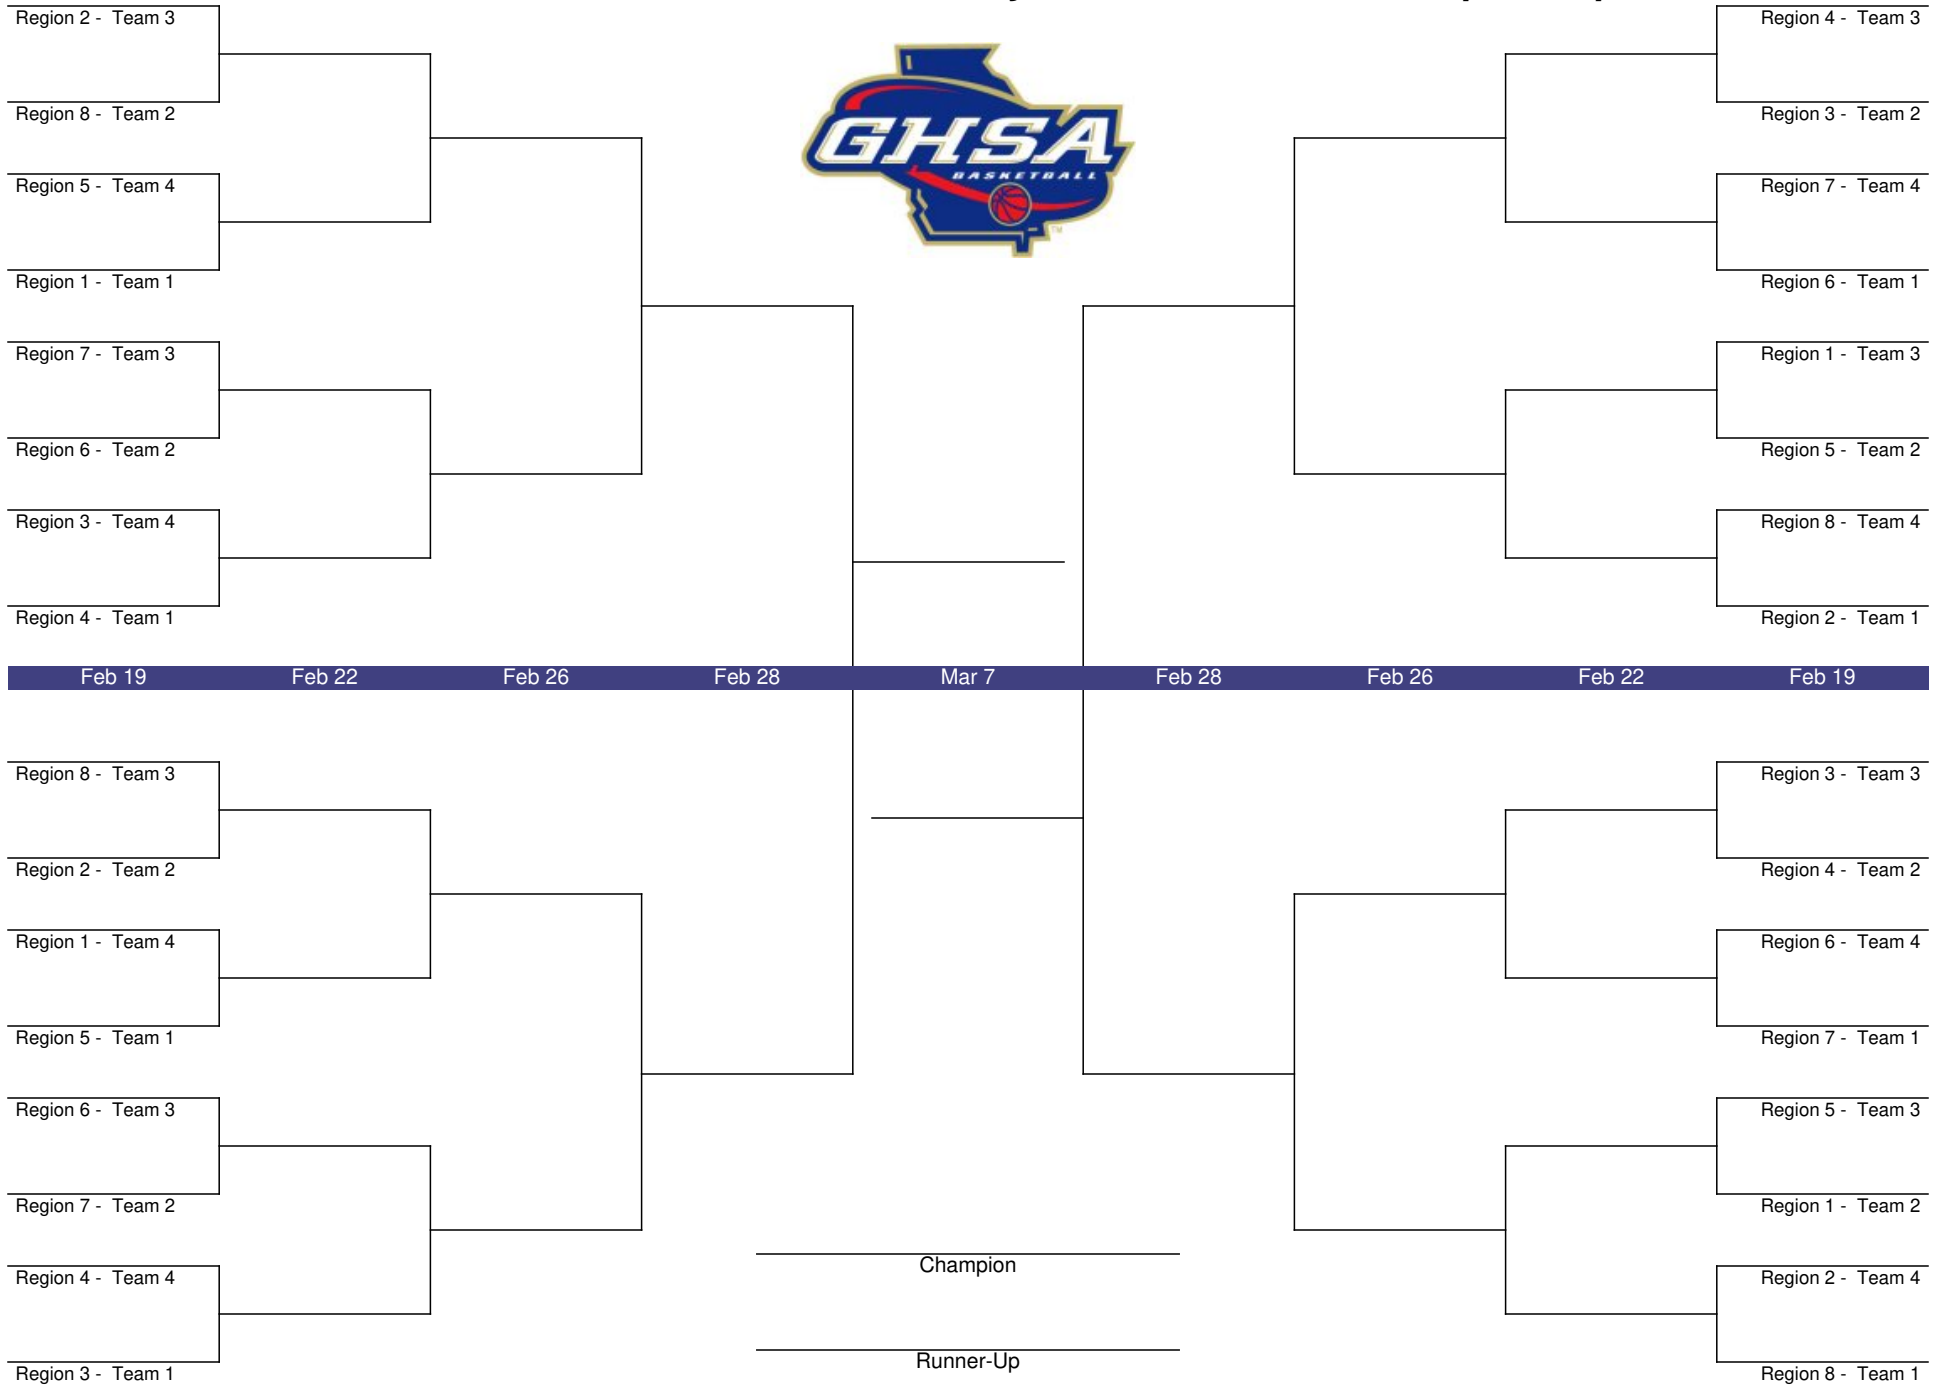 Region 2 - Team 3
Region 8 - Team 2
Region 5 - Team 4
Region 1 - Team 1
Region 7 - Team 3
Region 6 - Team 2
Region 3 - Team 4
Region 4 - Team 1
GHSA
BASKETBALL
TM
Region 4 - Team 3
Region 3 - Team 2
Region 7 - Team 4
Region 6 - Team 1
Region 1 - Team 3
Region 5 - Team 2
Region 8 - Team 4
Region 2 - Team 1
Feb 19 Feb 22 Feb 26 Feb 28 Mar 7 Feb 28 Feb 26 Feb 22 Feb 19
Region 8 - Team 3
Region 2 - Team 2
Region 1 - Team 4
Region 5 - Team 1
Region 6 - Team 3
Region 7 - Team 2
Region 4 - Team 4
Region 3 - Team 1
Champion
Runner-Up
Region 3 - Team 3
Region 4 - Team 2
Region 6 - Team 4
Region 7 - Team 1
Region 5 - Team 3
Region 1 - Team 2
Region 2 - Team 4
Region 8 - Team 1